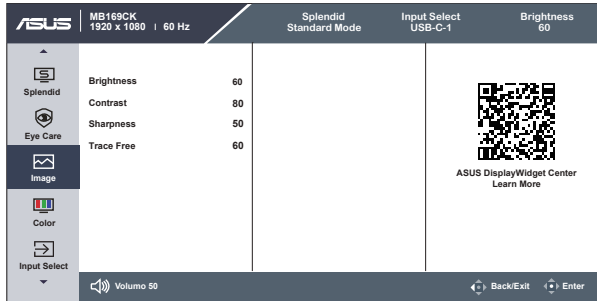 ASUS
MB169CK
1920 x 1080 | 60 Hz
Splendid
Standard Mode
Input Select
USB-C-1
Brightness
60
Splendid
Eye Care
Image
Color
Input Select
Brightness 60
Contrast 80
Sharpness 50
Trace Free 60
ASUS DisplayWidget Center
Learn More
Volumo 50
Back/Exit
Enter